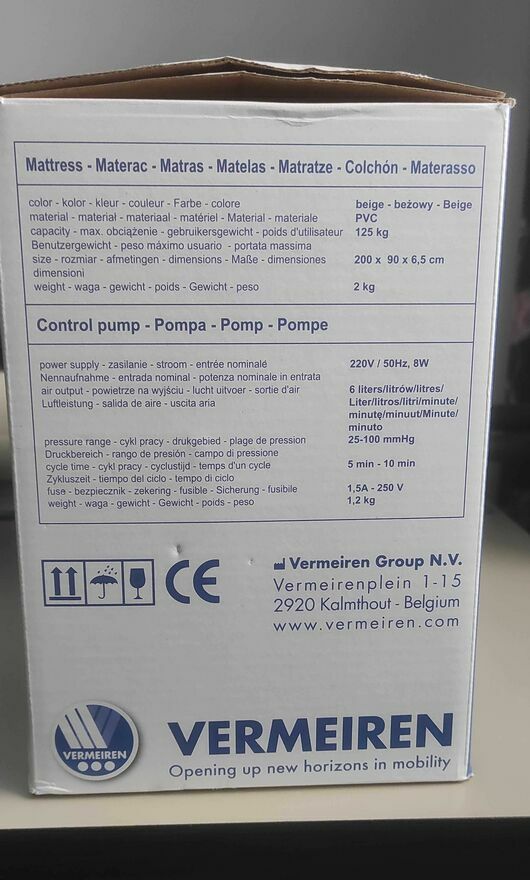 Mattress - Materac - Matras - Matelas - Matratze - Colchón - Materasso
color - kolor - kleur - couleur - Farbe - colore
beige - beżowy - Beige
material - materiał - materiaal - matériel - Material - materiale
PVC
capacity - max. obciążenie - gebruikersgewicht - poids d'utilisateur
125 kg
Benutzergewicht - peso máximo usuario - portata massima
size - rozmiar - afmetingen - dimensions - Maße - dimensiones
200 x 90 x 6,5 cm
dimensioni
weight - waga - gewicht - poids - Gewicht - peso
2 kg
Control pump - Pompa - Pomp - Pompe
power supply - zasilanie - stroom - entrée nominalé
220V / 50Hz, 8W
Nennaufnahme - entrada nominal - potenza nominale in entrata
air output - powietrze na wyjściu - lucht uitvoer - sortie d'air
6 liters/litrów/litres/
Luftleistung - salida de aire - uscita aria
Liter/litros/litri/minute/
minutę/minuut/Minute/
minuto
pressure range - cykl pracy - drukgebied - plage de pression
25-100 mmHg
Druckbereich - rango de presión - campo di pressione
cycle time - cykl pracy - cyclustijd - temps d'un cycle
5 min - 10 min
Zykluszeit - tiempo del ciclo - tempo di ciclo
fuse - bezpiecznik - zekering - fusible - Sicherung - fusibile
1,5A - 250 V
weight - waga - gewicht - Gewicht - poids - peso
1,2 kg
CE
Vermeiren Group N.V.
Vermeirenplein 1-15
2920 Kalmthout - Belgium
www.vermeiren.com
VERMEIREN
VERMEIREN
Opening up new horizons in mobility